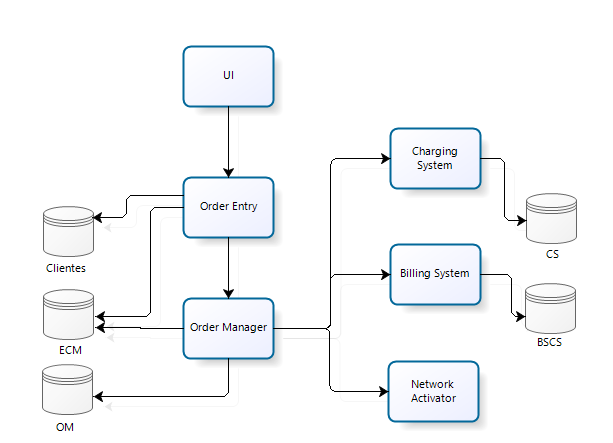 UI
Charging
System
Order Entry
Clientes
CS
Billing System
Order Manager
ECM
BSCS
Network
Activator
OM